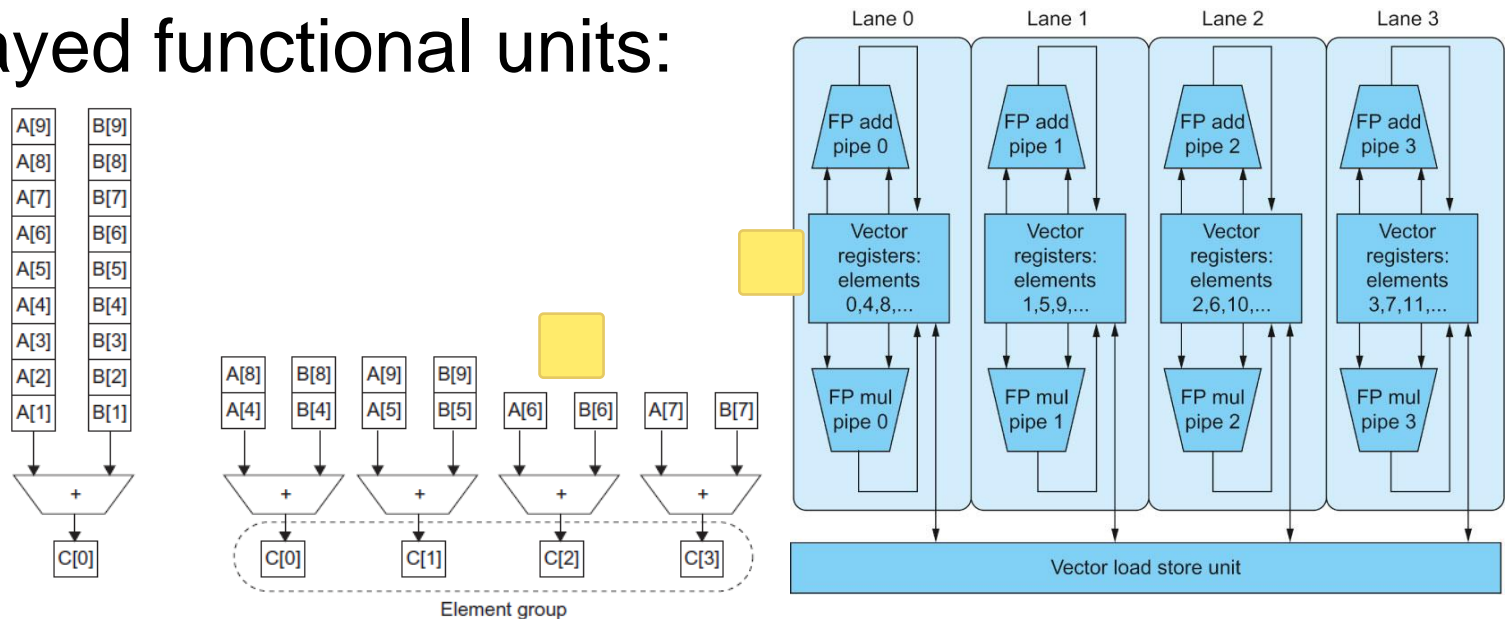 ayed functional units:
A[9] B[9]
A[8] B[8]
A[7] B[7]
A[6] B[6]
A[5] B[5]
A[4] B[4]
A[3] B[3]
A[2] B[2]
A[1] B[1]
+
C[0]
A[8] B[8] A[9] B[9]
A[4] B[4] A[5] B[5] A[6] B[6] A[7] B[7]
+ + + +
C[0] C[1] C[2] C[3]
Element group
Lane 0 Lane 1 Lane 2 Lane 3
FP add FP add FP add FP add
pipe 0 pipe 1 pipe 2 pipe 3
Vector Vector Vector Vector
registers: registers: registers: registers:
elements elements elements elements
0,4,8,... 1,5,9,... 2,6,10,... 3,7,11,...
FP mul FP mul FP mul FP mul
pipe 0 pipe 1 pipe 2 pipe 3
Vector load store unit